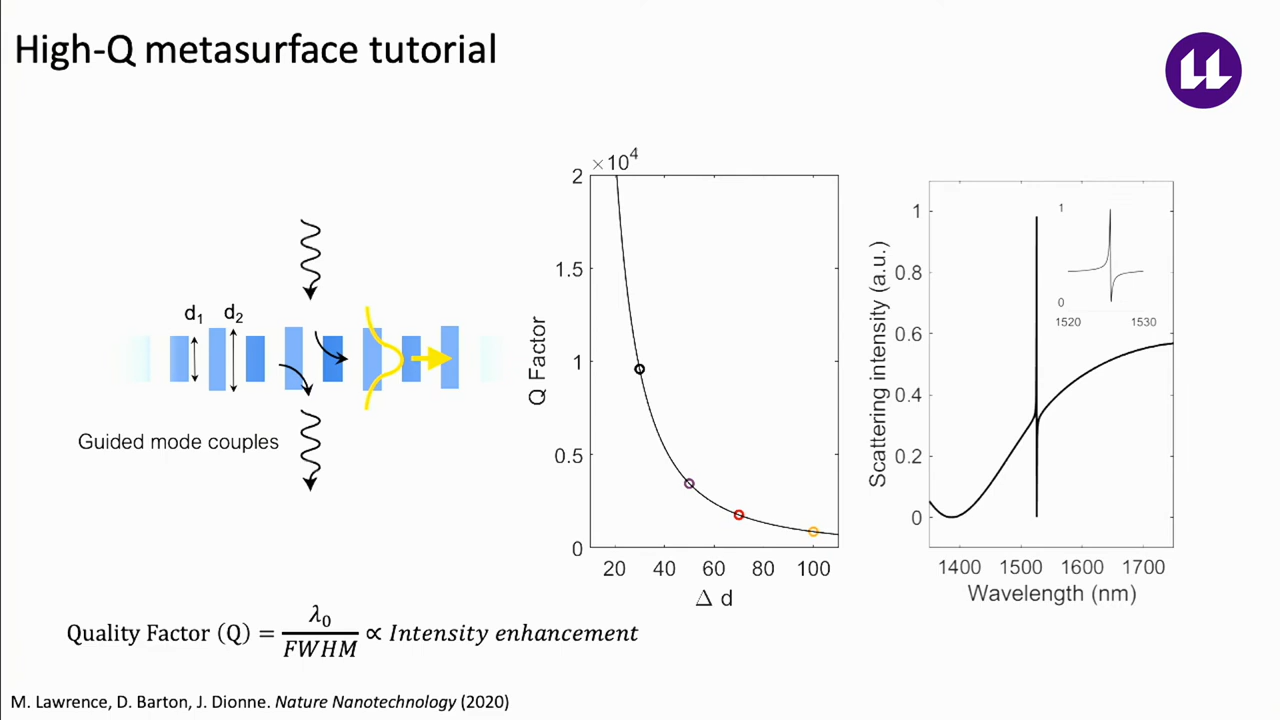 High-Q metasurface tutorial
d1 d2
Guided mode couples
×10^4
2
1.5
1
0.5
0
Q Factor
20 40 60 80 100
Δ d
1
0.8
0.6
0.4
0.2
0
Scattering intensity (a.u.)
1400 1500 1600 1700
Wavelength (nm)
1
0
1520 1530
Quality Factor (Q) = λ0/FWHM ∝ Intensity enhancement
M. Lawrence, D. Barton, J. Dionne. Nature Nanotechnology (2020)